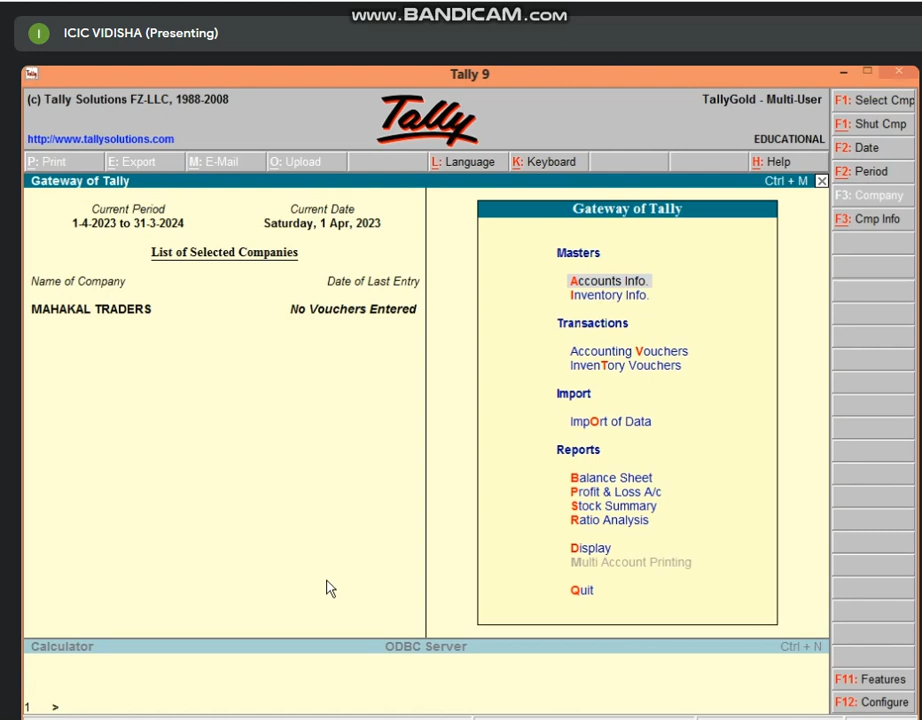 www.BANDICAM.com
I ICIC VIDISHA (Presenting)
Tally Tally 9
(c) Tally Solutions FZ-LLC, 1988-2008
Tally
TallyGold - Multi-User
http://www.tallysolutions.com
EDUCATIONAL
P: Print E: Export M: E-Mail O: Upload L: Language K: Keyboard H: Help
Gateway of Tally Ctrl + M
Current Period Current Date
1-4-2023 to 31-3-2024 Saturday, 1 Apr, 2023
List of Selected Companies
Name of Company Date of Last Entry
MAHAKAL TRADERS No Vouchers Entered
Gateway of Tally
Masters
Accounts Info.
Inventory Info.
Transactions
Accounting Vouchers
InvenTory Vouchers
Import
ImpOrt of Data
Reports
Balance Sheet
Profit & Loss A/c
Stock Summary
Ratio Analysis
Display
Multi Account Printing
Quit
F1: Select Cmp
F1: Shut Cmp
F2: Date
F2: Period
F3: Company
F3: Cmp Info
F11: Features
F12: Configure
Calculator ODBC Server Ctrl + N
1 >